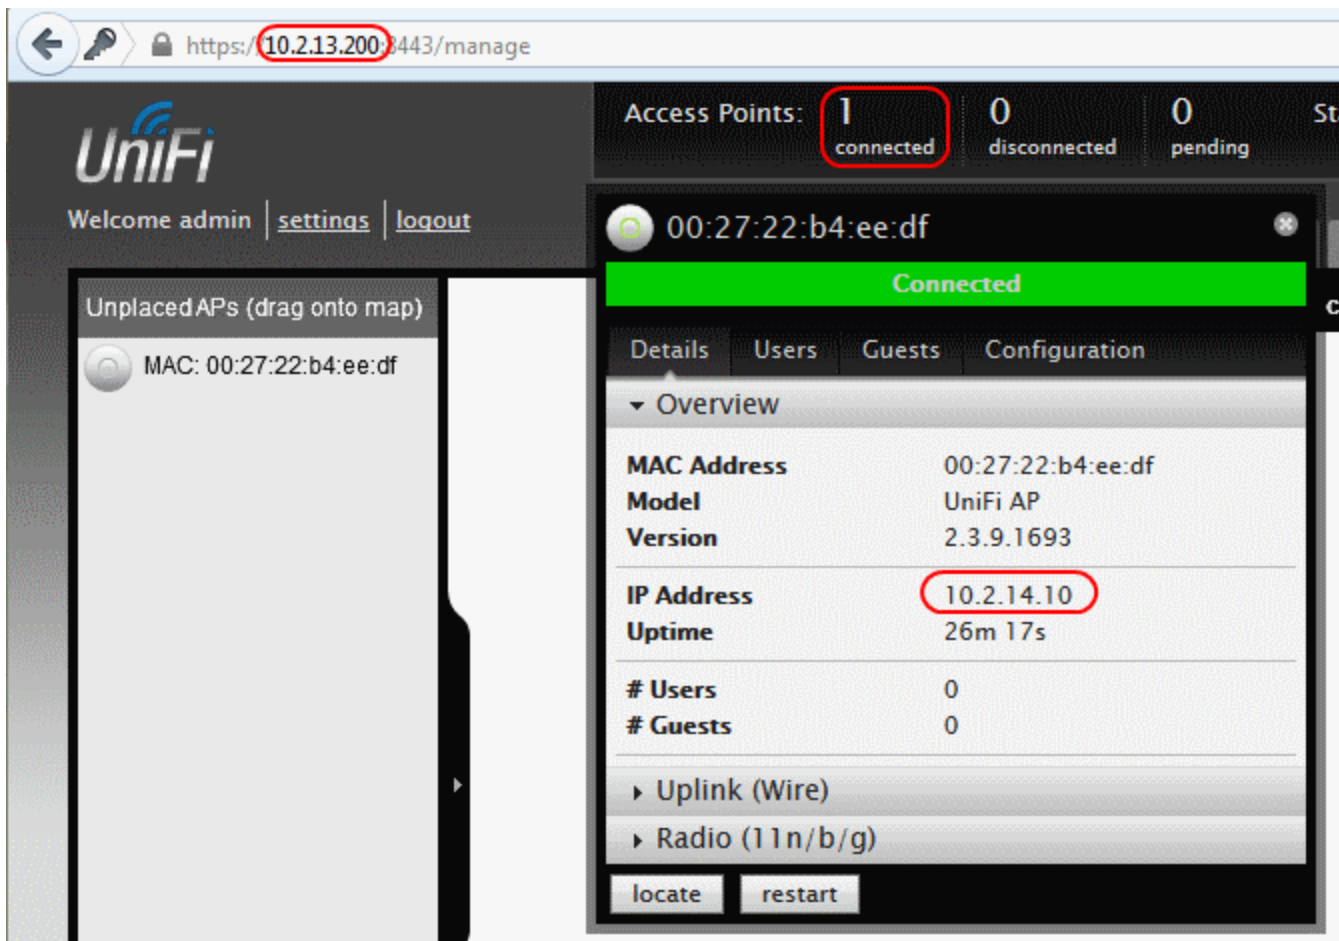 https://10.2.13.200:8443/manage
UniFi
Welcome admin | settings | logout
Access Points: 1 connected 0 disconnected 0 pending
00:27:22:b4:ee:df
Connected
Unplaced APs (drag onto map)
MAC: 00:27:22:b4:ee:df
Details Users Guests Configuration
Overview
MAC Address 00:27:22:b4:ee:df
Model UniFi AP
Version 2.3.9.1693
IP Address 10.2.14.10
Uptime 26m 17s
# Users 0
# Guests 0
Uplink (Wire)
Radio (11n/b/g)
locate restart